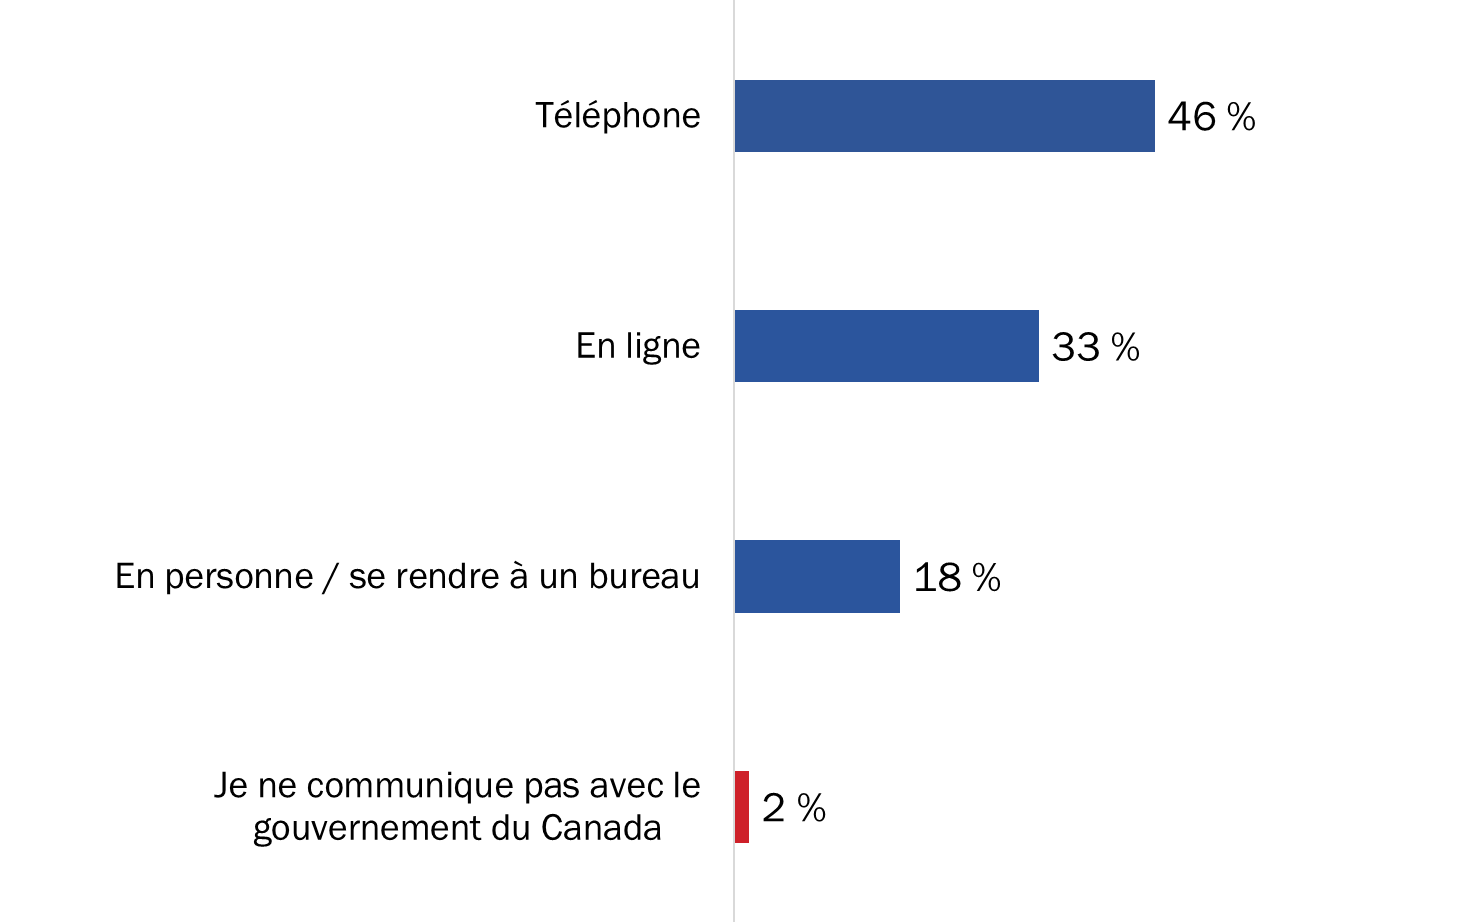 Téléphone
46 %
En ligne
33 %
En personne / se rendre à un bureau
18 %
Je ne communique pas avec le
gouvernement du Canada
2 %